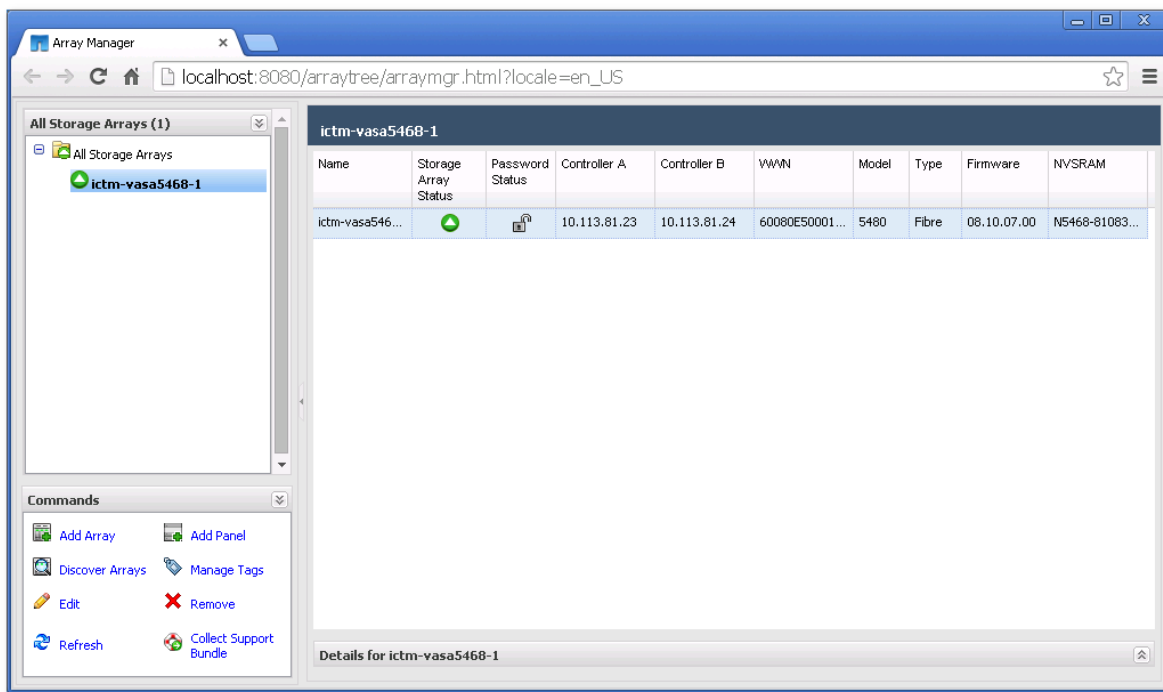 Array Manager
localhost:8080/arraytree/arraymgr.html?locale=en_US
All Storage Arrays (1)
All Storage Arrays
ictm-vasa5468-1
ictm-vasa5468-1
Name Storage Array Status Password Status Controller A Controller B WWN Model Type Firmware NVSRAM
ictm-vasa546... 10.113.81.23 10.113.81.24 60080E50001... 5480 Fibre 08.10.07.00 N5468-81083...
Commands
Add Array Add Panel
Discover Arrays Manage Tags
Edit Remove
Refresh Collect Support Bundle
Details for ictm-vasa5468-1